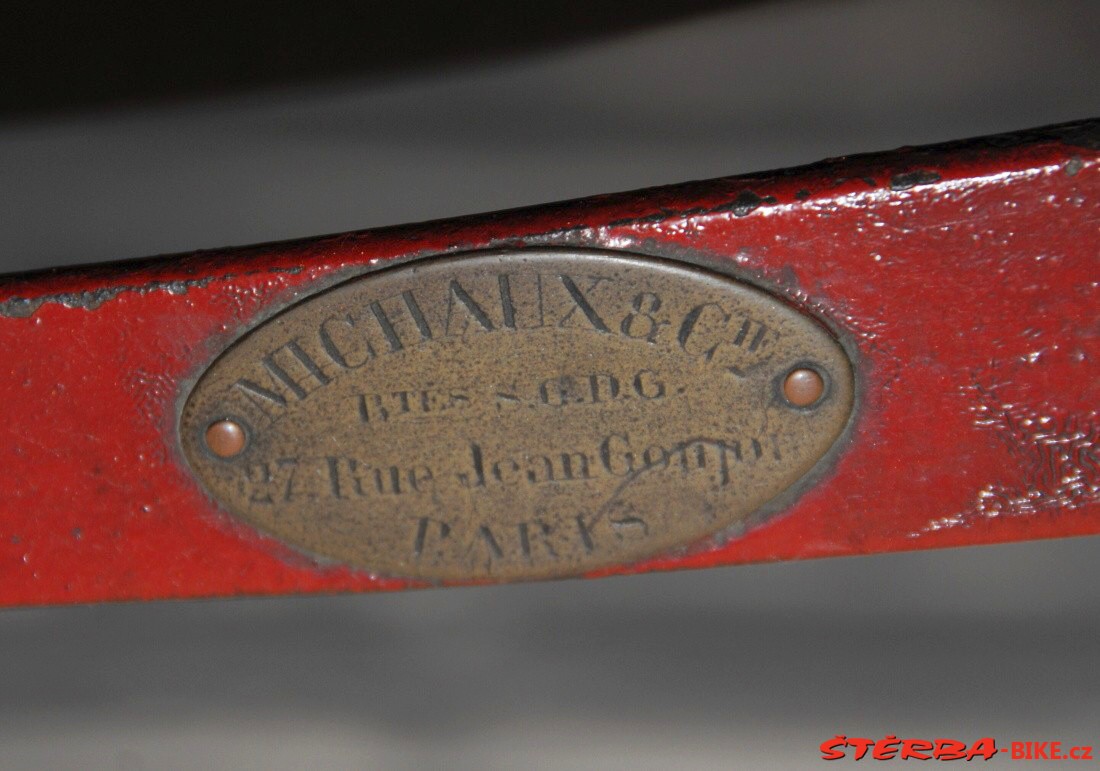 MICHAUX & Cie
BTES S.G.D.G.
27 Rue Jean Goujon
PARIS
ŠTĚRBA-BIKE.cz